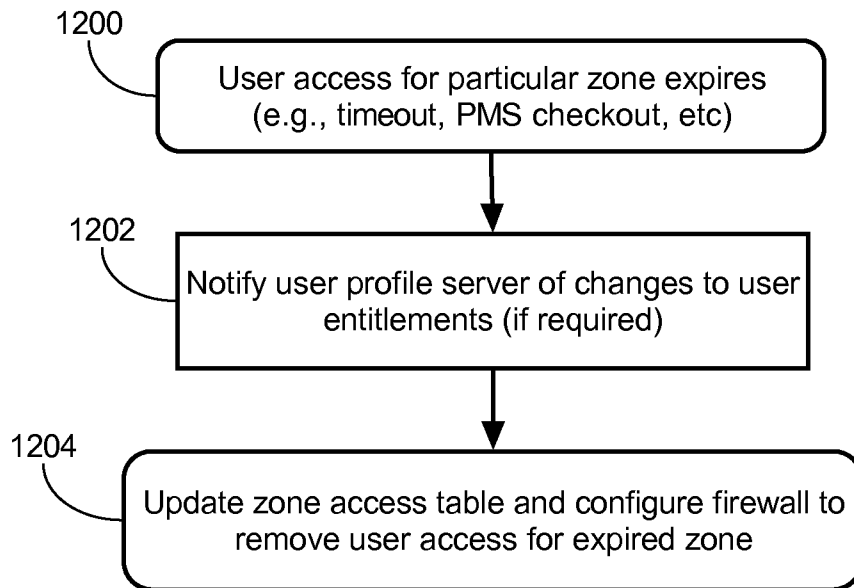 1200
User access for particular zone expires
(e.g., timeout, PMS checkout, etc)
1202
Notify user profile server of changes to user
entitlements (if required)
1204
Update zone access table and configure firewall to
remove user access for expired zone